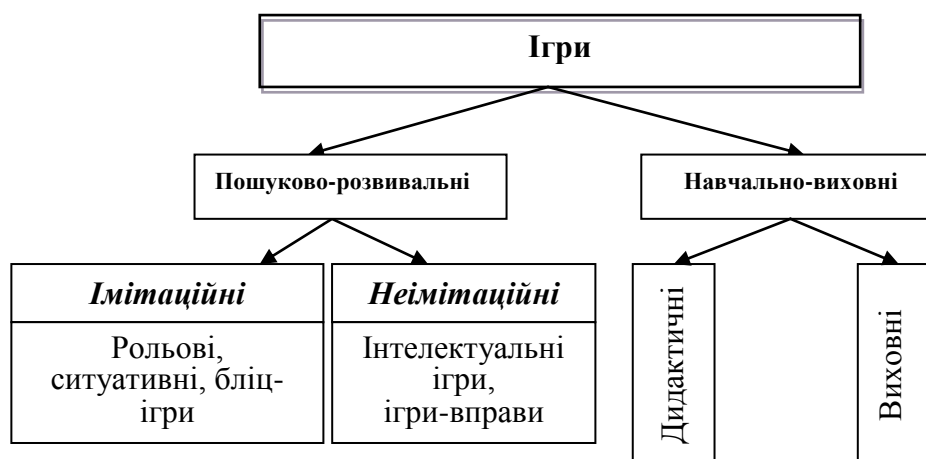 Ігри
Пошуково-розвивальні
Навчально-виховні
Імітаційні
Рольові,
ситуативні, бліц-
ігри
Неімітаційні
Інтелектуальні
ігри,
ігри-вправи
Дидактичні
Виховні